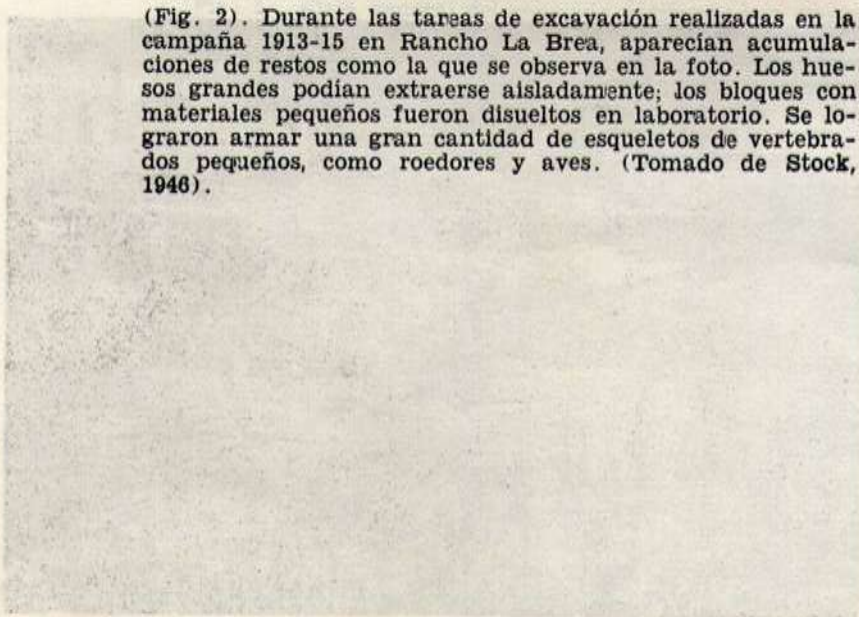 (Fig. 2). Durante las tareas de excavación realizadas en la
campaña 1913-15 en Rancho La Brea, aparecían acumula-
ciones de restos como la que se observa en la foto. Los hue-
sos grandes podían extraerse aisladamente; los bloques con
materiales pequeños fueron disueltos en laboratorio. Se lo-
graron armar una gran cantidad de esqueletos de vertebra-
dos pequeños, como roedores y aves. (Tomado de Stock,
1946).